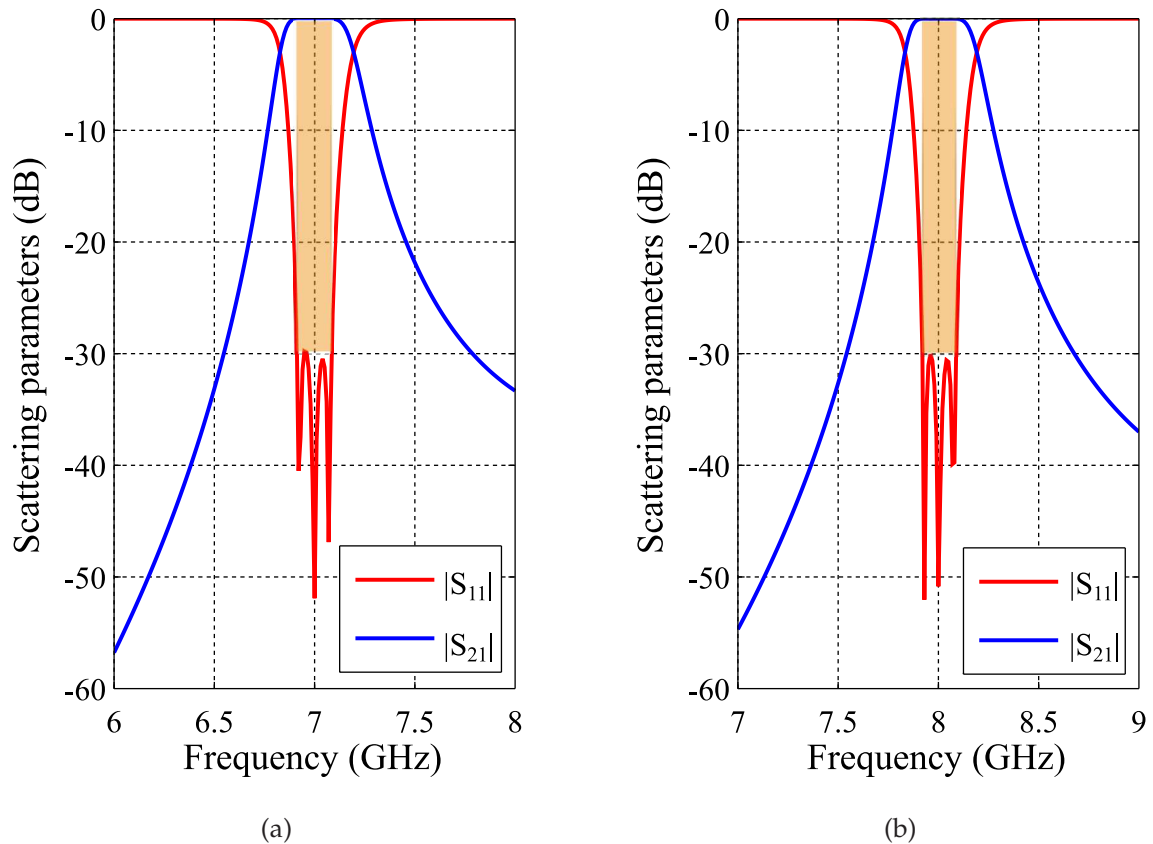 0
-10
-20
-30
-40
-50
-60
Scattering parameters (dB)
|S₁₁|
|S₂₁|
6
6.5
7
7.5
8
Frequency (GHz)
(a)
0
-10
-20
-30
-40
-50
-60
Scattering parameters (dB)
|S₁₁|
|S₂₁|
7
7.5
8
8.5
9
Frequency (GHz)
(b)